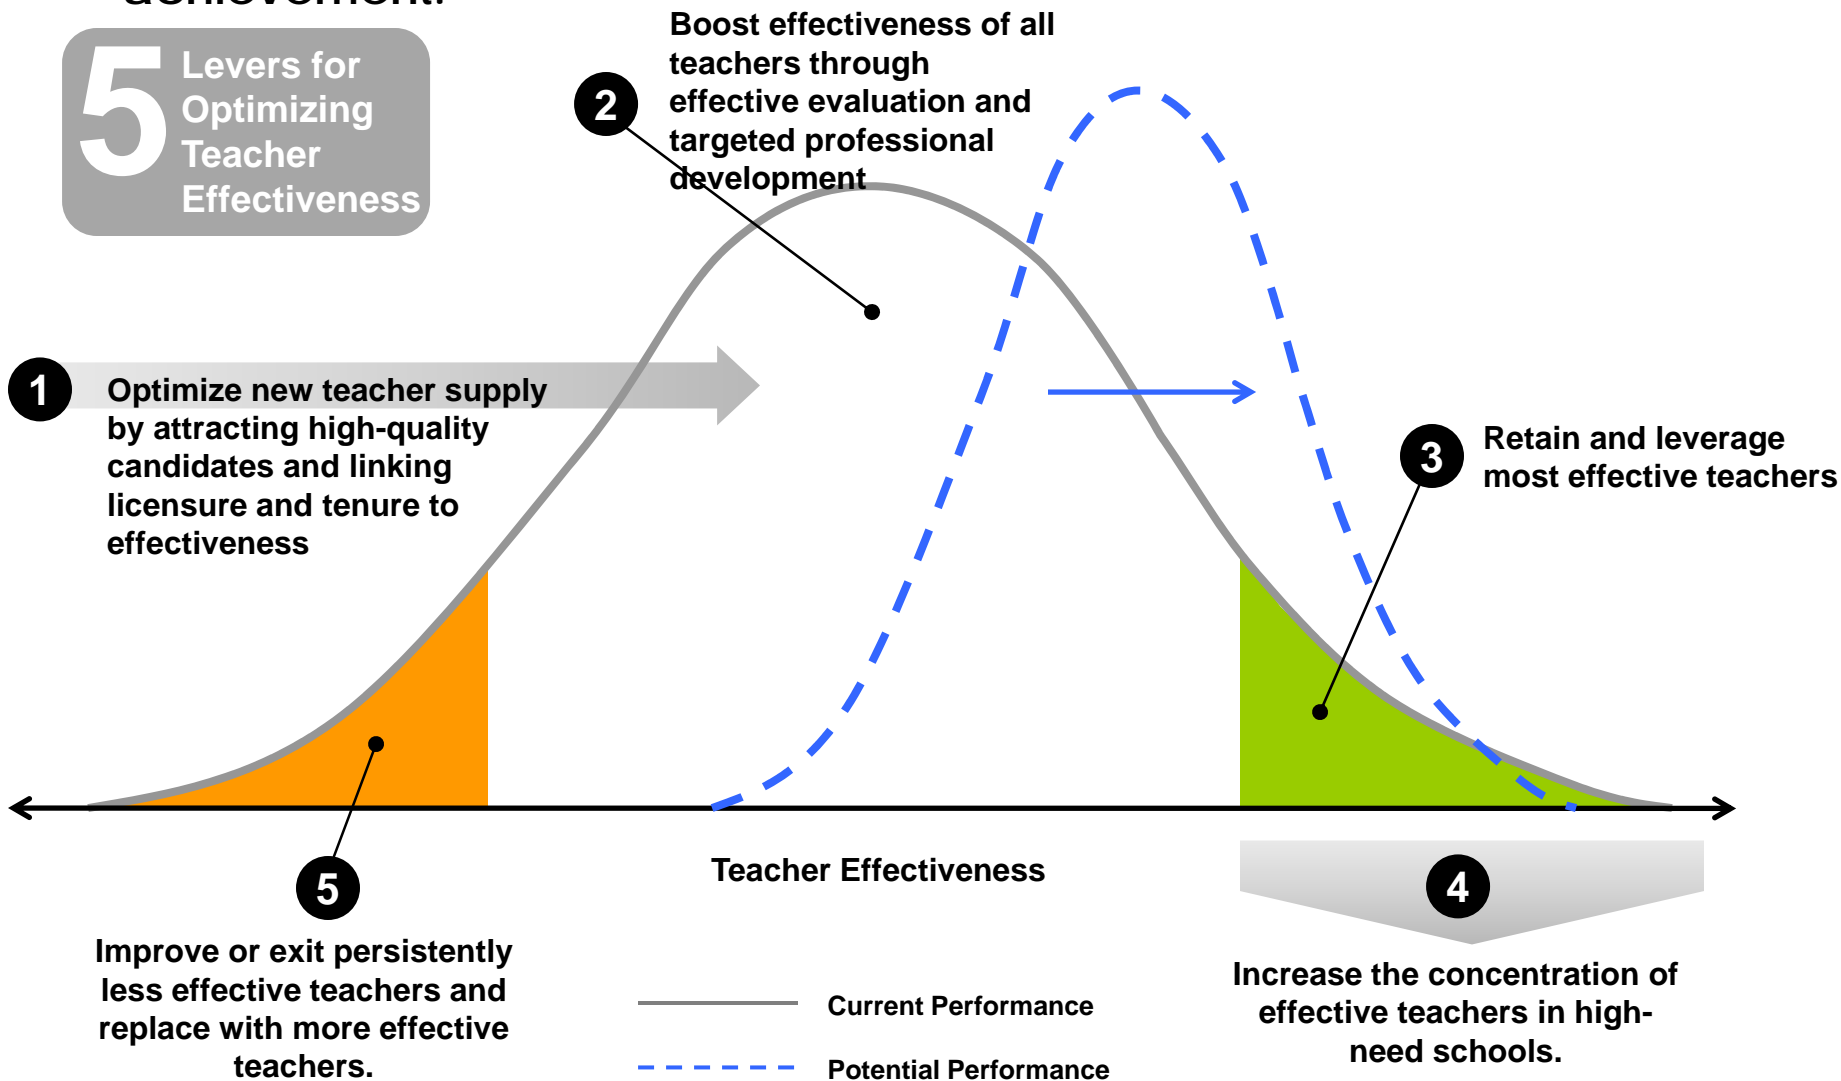 achievement.
5
Levers for
Optimizing
Teacher
Effectiveness
2
Boost effectiveness of all
teachers through
effective evaluation and
targeted professional
development
1
Optimize new teacher supply
by attracting high-quality
candidates and linking
licensure and tenure to
effectiveness
3
Retain and leverage
most effective teachers
Teacher Effectiveness
5
Improve or exit persistently
less effective teachers and
replace with more effective
teachers.
4
Increase the concentration of
effective teachers in high-
need schools.
Current Performance
Potential Performance